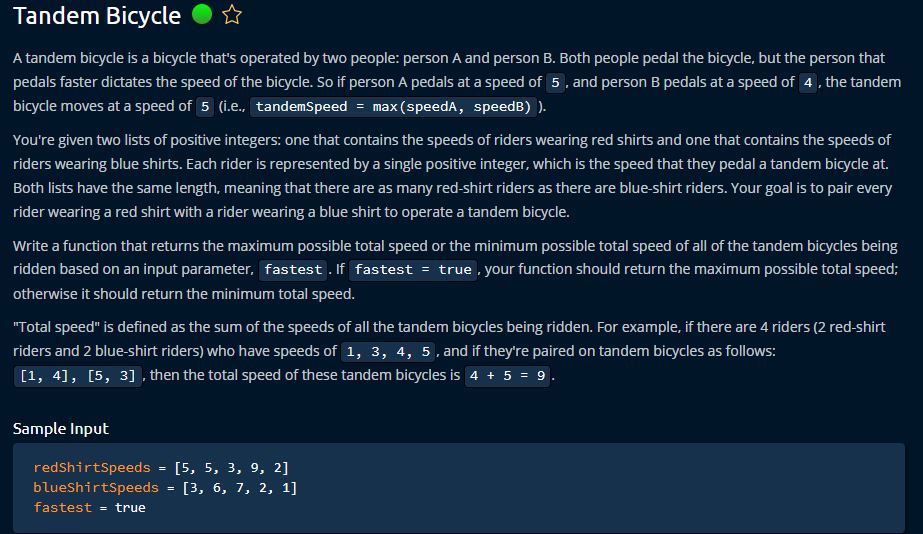 Tandem Bicycle
A tandem bicycle is a bicycle that's operated by two people: person A and person B. Both people pedal the bicycle, but the person that
pedals faster dictates the speed of the bicycle. So if person A pedals at a speed of 5 , and person B pedals at a speed of 4 , the tandem
bicycle moves at a speed of 5 (i.e., tandemSpeed = max(speedA, speedB) ).
You're given two lists of positive integers: one that contains the speeds of riders wearing red shirts and one that contains the speeds of
riders wearing blue shirts. Each rider is represented by a single positive integer, which is the speed that they pedal a tandem bicycle at.
Both lists have the same length, meaning that there are as many red-shirt riders as there are blue-shirt riders. Your goal is to pair every
rider wearing a red shirt with a rider wearing a blue shirt to operate a tandem bicycle.
Write a function that returns the maximum possible total speed or the minimum possible total speed of all of the tandem bicycles being
ridden based on an input parameter, fastest . If fastest = true , your function should return the maximum possible total speed;
otherwise it should return the minimum total speed.
"Total speed" is defined as the sum of the speeds of all the tandem bicycles being ridden. For example, if there are 4 riders (2 red-shirt
riders and 2 blue-shirt riders) who have speeds of 1, 3, 4, 5 , and if they're paired on tandem bicycles as follows:
[1, 4], [5, 3] , then the total speed of these tandem bicycles is 4 + 5 = 9 .
Sample Input
redShirtSpeeds = [5, 5, 3, 9, 2]
blueShirtSpeeds = [3, 6, 7, 2, 1]
fastest = true